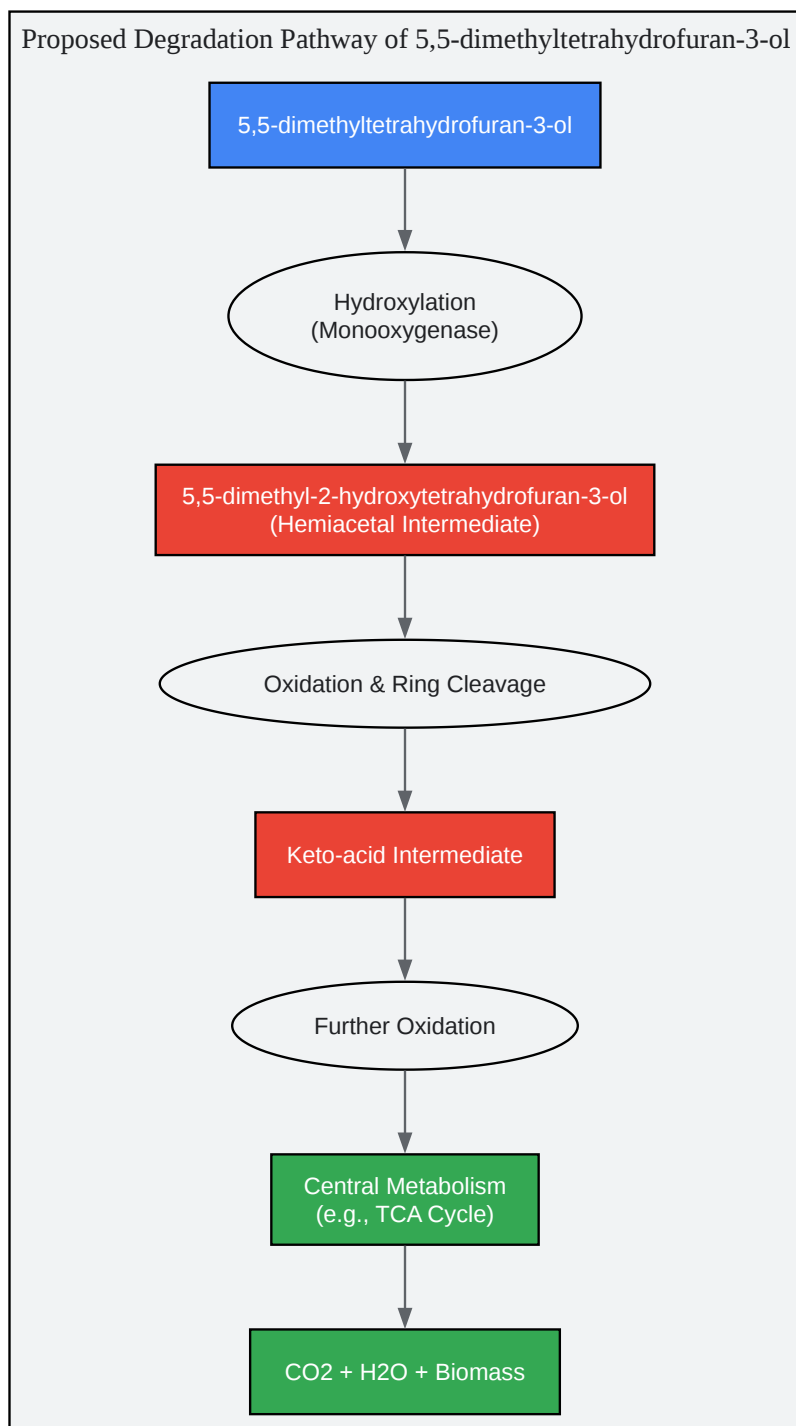 Proposed Degradation Pathway of 5,5-dimethyltetrahydrofuran-3-ol
5,5-dimethyltetrahydrofuran-3-ol
Hydroxylation
(Monooxygenase)
5,5-dimethyl-2-hydroxytetrahydrofuran-3-ol
(Hemiacetal Intermediate)
Oxidation & Ring Cleavage
Keto-acid Intermediate
Further Oxidation
Central Metabolism
(e.g., TCA Cycle)
CO2 + H2O + Biomass